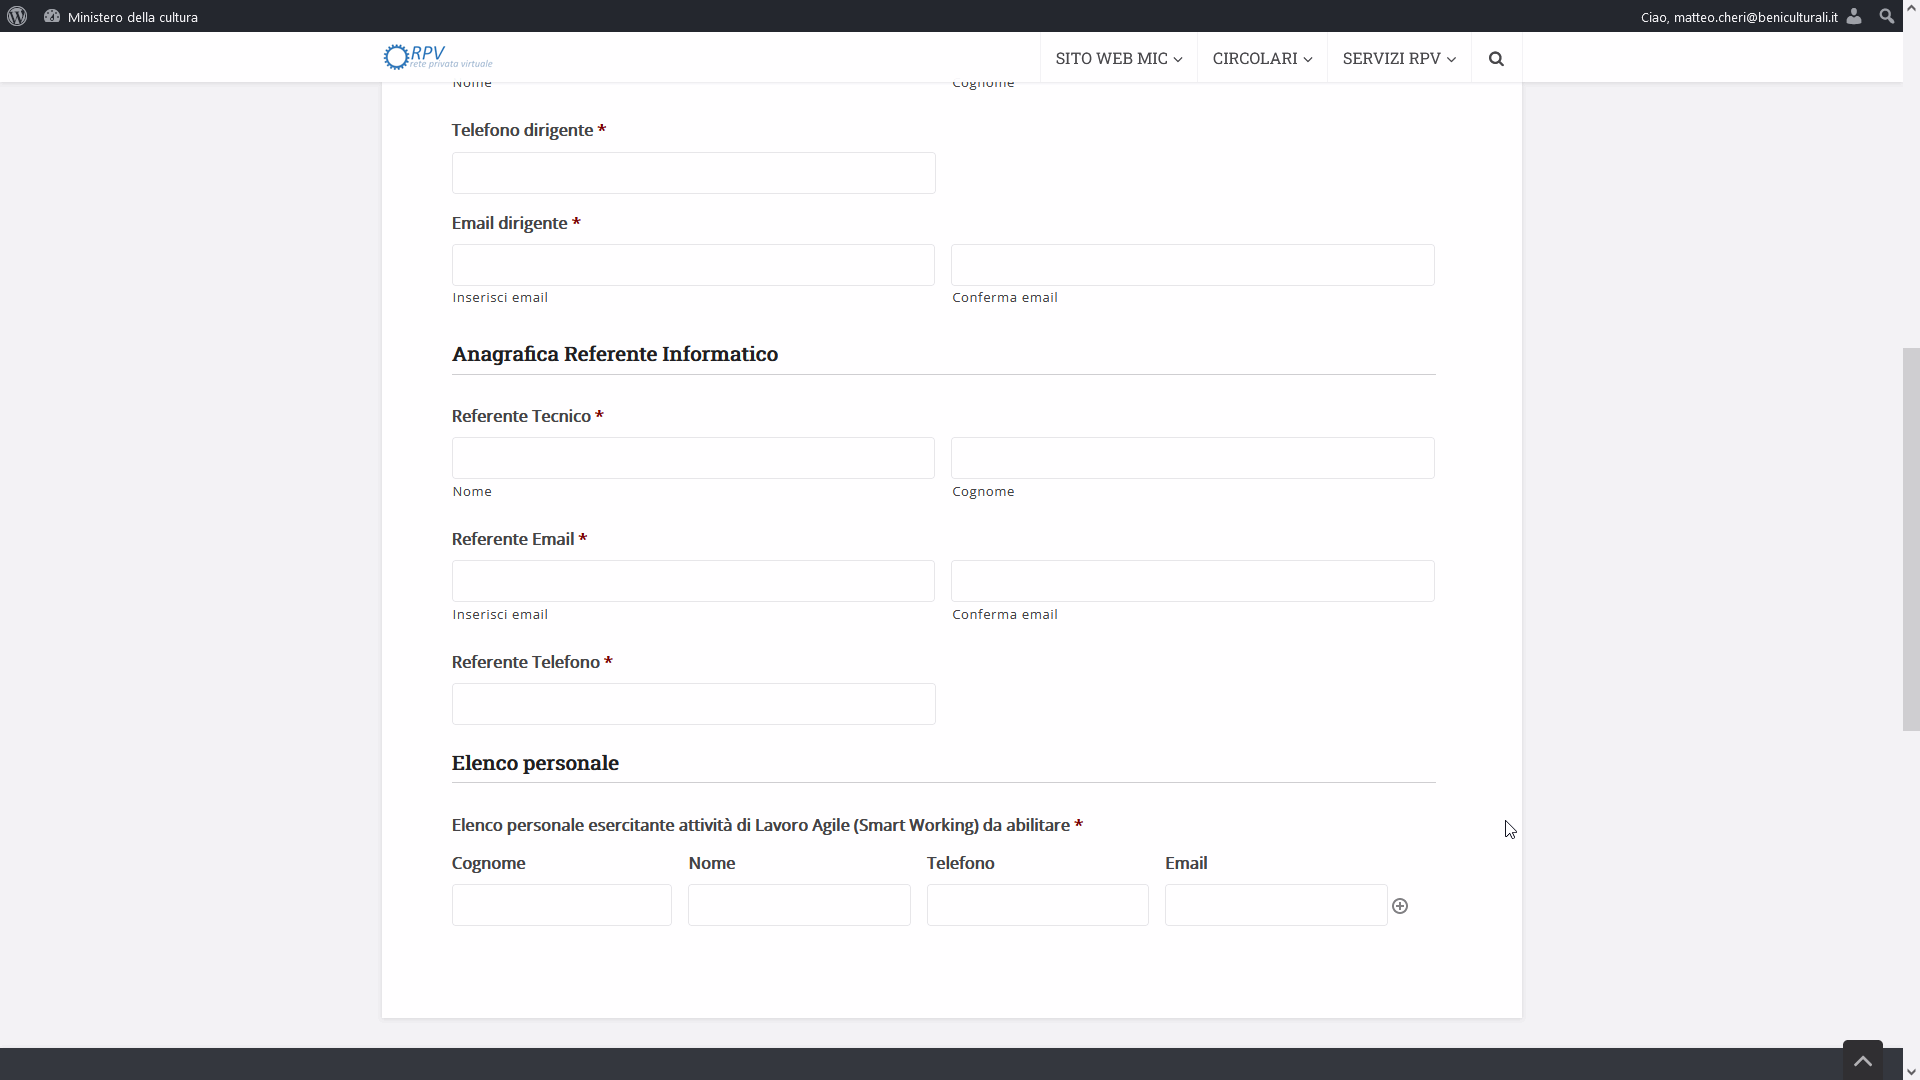 Ministero della cultura
Ciao, matteo.cheri@beniculturali.it
RPV
rete privata virtuale
SITO WEB MIC
CIRCOLARI
SERVIZI RPV
Nome
Cognome
Telefono dirigente *
Email dirigente *
Inserisci email
Conferma email
Anagrafica Referente Informatico
Referente Tecnico *
Nome
Cognome
Referente Email *
Inserisci email
Conferma email
Referente Telefono *
Elenco personale
Elenco personale esercitante attività di Lavoro Agile (Smart Working) da abilitare *
Cognome
Nome
Telefono
Email